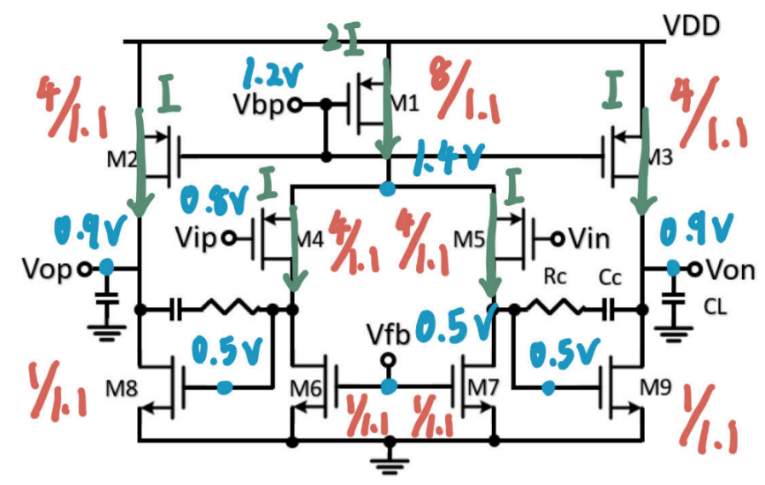 2I
VDD
1.2V
8/1.1
4/1.1
I
I
4/1.1
Vbp
M1
M2
1.4V
M3
I
I
0.8V
0.9V
0.9V
Vip
M4
4/1.1
4/1.1
M5
Vin
Vop
Von
Rc
Cc
CL
Vfb
0.5V
0.5V
0.5V
1/1.1
M8
M6
M7
M9
1/1.1
1/1.1
1/1.1